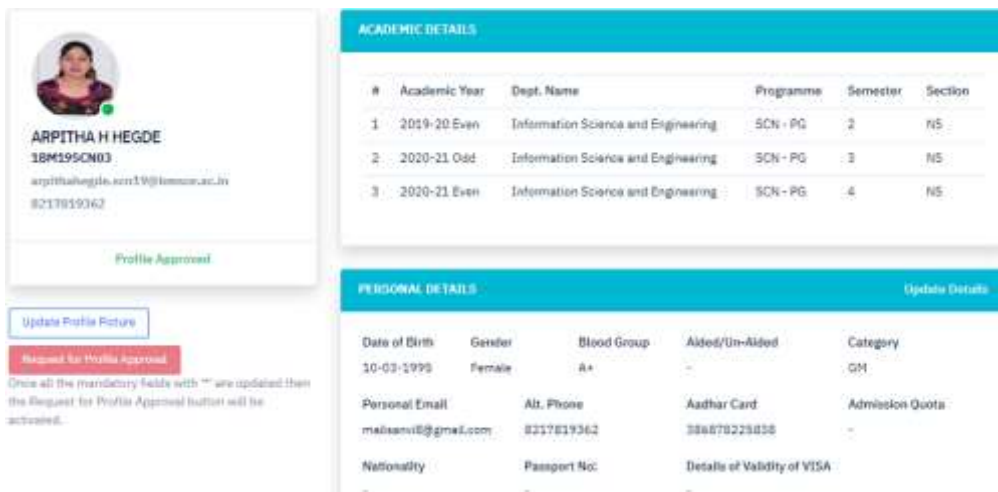 ARPITHA H HEGDE
1BM19SCN03
8217819362
Profile Approved
Update Profile Picture
Request for Profile Approval
Once all the mandatory fields with "*" are updated then
the Request for Profile Approval button will be
activated.
ACADEMIC DETAILS
# Academic Year Dept. Name Programme Semester Section
1 2019-20 Even Information Science and Engineering SCN - PG 2 NS
2 2020-21 Odd Information Science and Engineering SCN - PG 3 NS
3 2020-21 Even Information Science and Engineering SCN - PG 4 NS
PERSONAL DETAILS Update Details
Date of Birth Gender Blood Group Aided/Un-Aided Category
10-03-1995 Female A+ - GM
Personal Email Alt. Phone Aadhar Card Admission Quota
8217819362 -
Nationality Passport No: Details of Validity of VISA
- - -